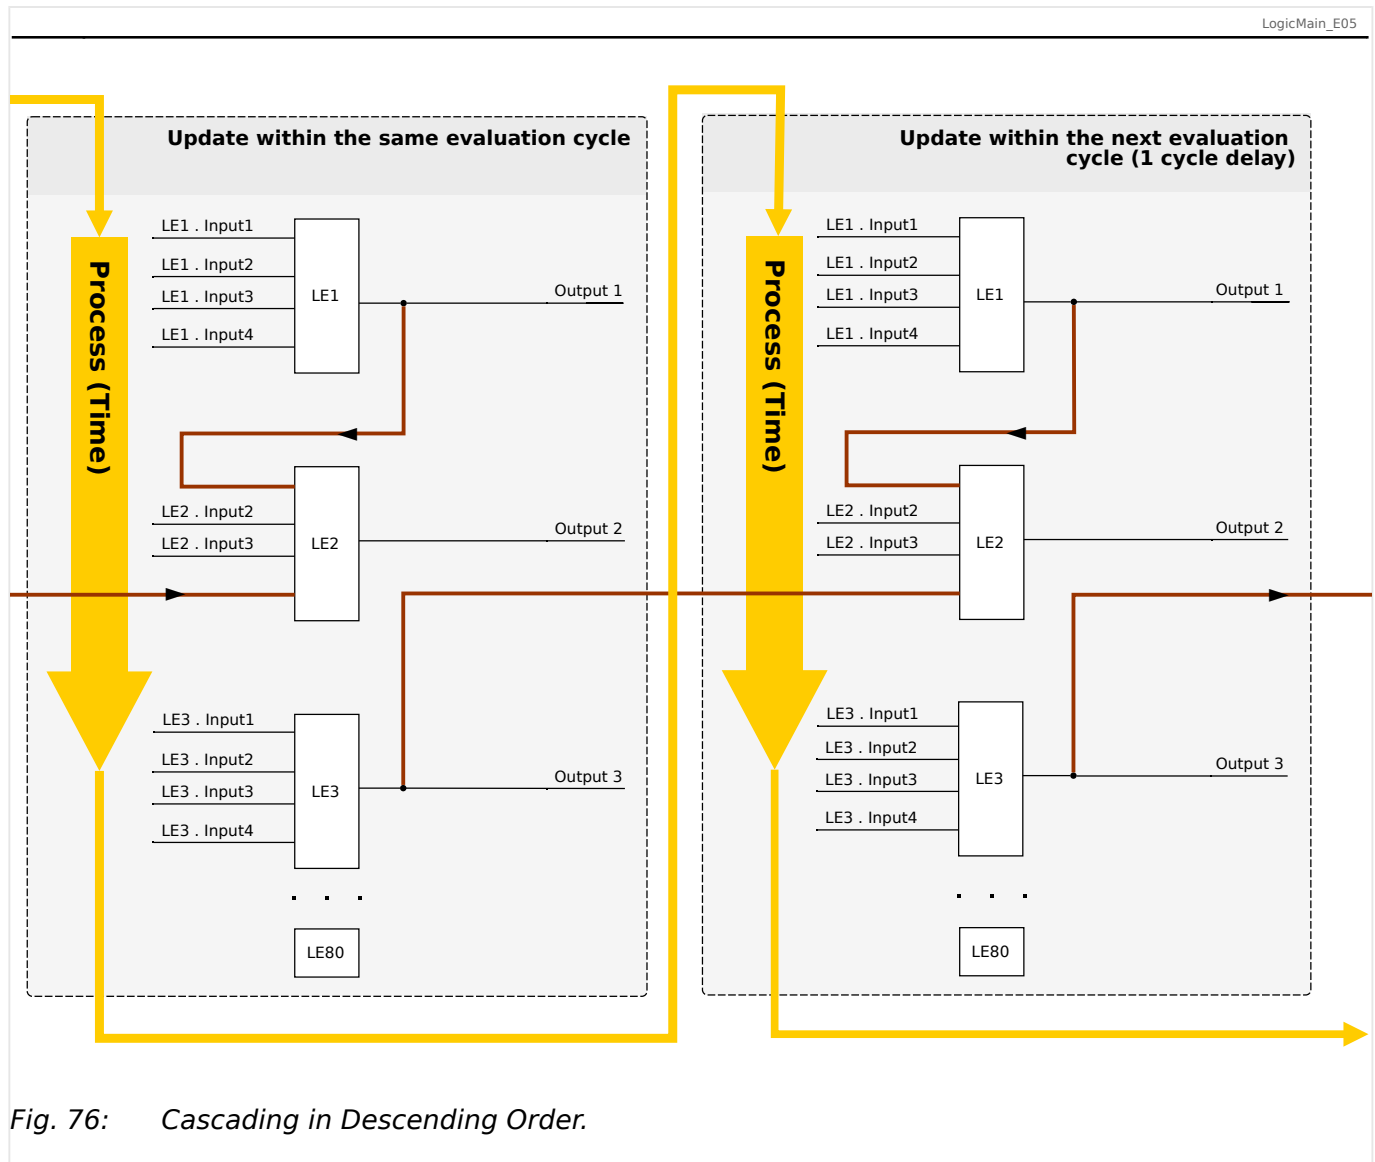 LogicMain_E05
Update within the same evaluation cycle
Process (Time)
LE1 . Input1
LE1 . Input2
LE1 . Input3
LE1 . Input4
LE1
Output 1
LE2 . Input2
LE2 . Input3
LE2
Output 2
LE3 . Input1
LE3 . Input2
LE3 . Input3
LE3 . Input4
LE3
Output 3
. . .
LE80
Update within the next evaluation
cycle (1 cycle delay)
Process (Time)
LE1 . Input1
LE1 . Input2
LE1 . Input3
LE1 . Input4
LE1
Output 1
LE2 . Input2
LE2 . Input3
LE2
Output 2
LE3 . Input1
LE3 . Input2
LE3 . Input3
LE3 . Input4
LE3
Output 3
. . .
LE80
Fig. 76: Cascading in Descending Order.